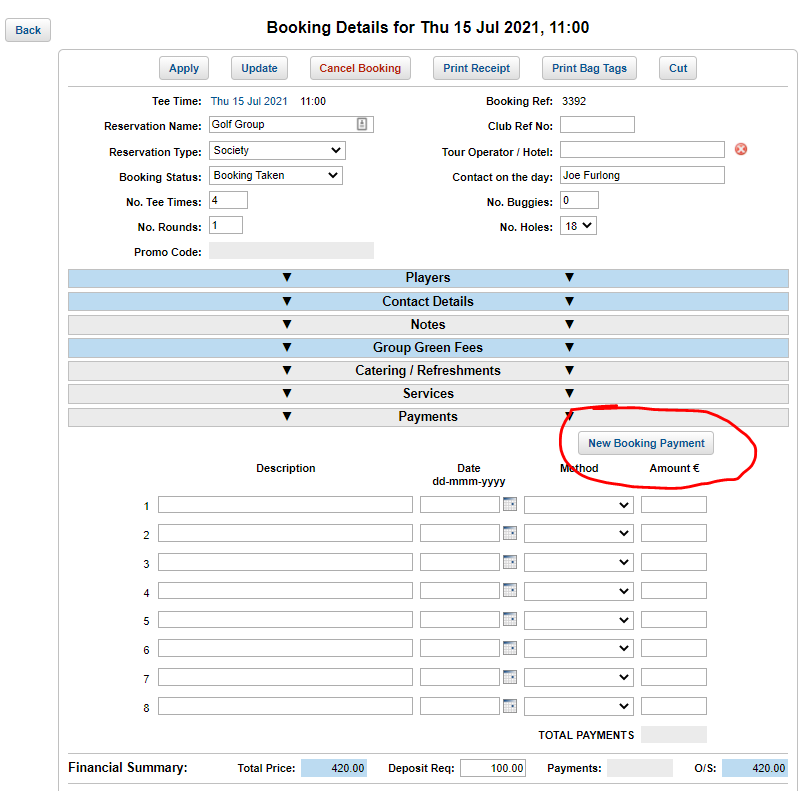 Back
Booking Details for Thu 15 Jul 2021, 11:00
Apply Update Cancel Booking Print Receipt Print Bag Tags Cut
Tee Time: Thu 15 Jul 2021 11:00 Booking Ref: 3392
Reservation Name: Golf Group Club Ref No:
Reservation Type: Society Tour Operator / Hotel:
Booking Status: Booking Taken Contact on the day: Joe Furlong
No. Tee Times: 4 No. Buggies: 0
No. Rounds: 1 No. Holes: 18
Promo Code:
Players
Contact Details
Notes
Group Green Fees
Catering / Refreshments
Services
Payments
New Booking Payment
Description Date Method Amount €
dd-mmm-yyyy
1
2
3
4
5
6
7
8
TOTAL PAYMENTS
Financial Summary: Total Price: 420.00 Deposit Req: 100.00 Payments: O/S: 420.00